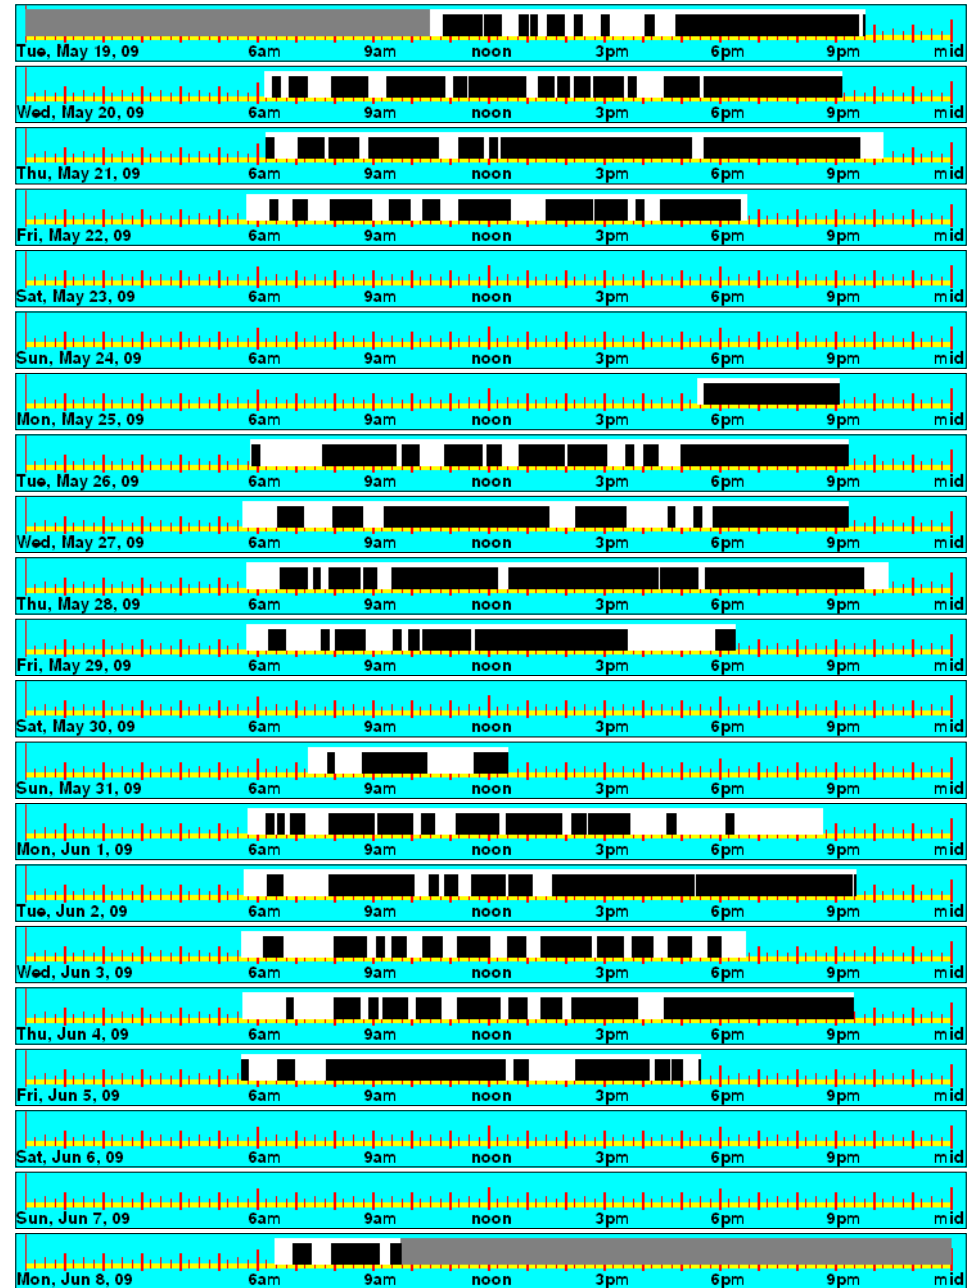 Tue, May 19, 09 6am 9am noon 3pm 6pm 9pm mid
Wed, May 20, 09 6am 9am noon 3pm 6pm 9pm mid
Thu, May 21, 09 6am 9am noon 3pm 6pm 9pm mid
Fri, May 22, 09 6am 9am noon 3pm 6pm 9pm mid
Sat, May 23, 09 6am 9am noon 3pm 6pm 9pm mid
Sun, May 24, 09 6am 9am noon 3pm 6pm 9pm mid
Mon, May 25, 09 6am 9am noon 3pm 6pm 9pm mid
Tue, May 26, 09 6am 9am noon 3pm 6pm 9pm mid
Wed, May 27, 09 6am 9am noon 3pm 6pm 9pm mid
Thu, May 28, 09 6am 9am noon 3pm 6pm 9pm mid
Fri, May 29, 09 6am 9am noon 3pm 6pm 9pm mid
Sat, May 30, 09 6am 9am noon 3pm 6pm 9pm mid
Sun, May 31, 09 6am 9am noon 3pm 6pm 9pm mid
Mon, Jun 1, 09 6am 9am noon 3pm 6pm 9pm mid
Tue, Jun 2, 09 6am 9am noon 3pm 6pm 9pm mid
Wed, Jun 3, 09 6am 9am noon 3pm 6pm 9pm mid
Thu, Jun 4, 09 6am 9am noon 3pm 6pm 9pm mid
Fri, Jun 5, 09 6am 9am noon 3pm 6pm 9pm mid
Sat, Jun 6, 09 6am 9am noon 3pm 6pm 9pm mid
Sun, Jun 7, 09 6am 9am noon 3pm 6pm 9pm mid
Mon, Jun 8, 09 6am 9am noon 3pm 6pm 9pm mid